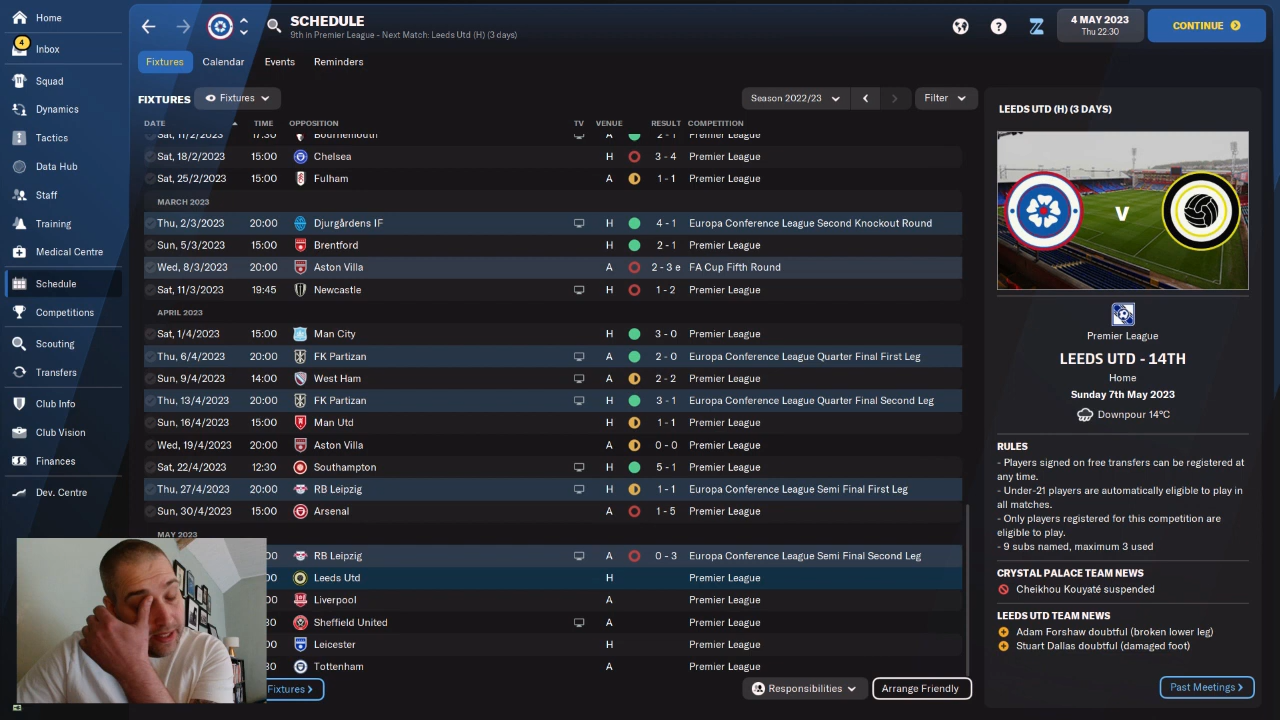 Home
4
Inbox
Squad
Dynamics
Tactics
Data Hub
Staff
Training
Medical Centre
Schedule
Competitions
Scouting
Transfers
Club Info
Club Vision
Finances
Dev. Centre
SCHEDULE
9th in Premier League - Next Match: Leeds Utd (H) (3 days)
4 MAY 2023
Thu 22:30
CONTINUE
Fixtures Calendar Events Reminders
FIXTURES Fixtures Season 2022/23 Filter
DATE TIME OPPOSITION TV VENUE RESULT COMPETITION
Sat, 11/2/2023 17:30 Bournemouth A 2 - 1 Premier League
Sat, 18/2/2023 15:00 Chelsea H 3 - 4 Premier League
Sat, 25/2/2023 15:00 Fulham A 1 - 1 Premier League
MARCH 2023
Thu, 2/3/2023 20:00 Djurgårdens IF H 4 - 1 Europa Conference League Second Knockout Round
Sun, 5/3/2023 15:00 Brentford H 2 - 1 Premier League
Wed, 8/3/2023 20:00 Aston Villa A 2 - 3 e FA Cup Fifth Round
Sat, 11/3/2023 19:45 Newcastle H 1 - 2 Premier League
APRIL 2023
Sat, 1/4/2023 15:00 Man City H 3 - 0 Premier League
Thu, 6/4/2023 20:00 FK Partizan A 2 - 0 Europa Conference League Quarter Final First Leg
Sun, 9/4/2023 14:00 West Ham A 2 - 2 Premier League
Thu, 13/4/2023 20:00 FK Partizan H 3 - 1 Europa Conference League Quarter Final Second Leg
Sun, 16/4/2023 15:00 Man Utd H 1 - 1 Premier League
Wed, 19/4/2023 20:00 Aston Villa A 0 - 0 Premier League
Sat, 22/4/2023 12:30 Southampton H 5 - 1 Premier League
Thu, 27/4/2023 20:00 RB Leipzig H 1 - 1 Europa Conference League Semi Final First Leg
Sun, 30/4/2023 15:00 Arsenal A 1 - 5 Premier League
MAY 2023
RB Leipzig A 0 - 3 Europa Conference League Semi Final Second Leg
Leeds Utd H Premier League
Liverpool A Premier League
Sheffield United A Premier League
Leicester H Premier League
Tottenham A Premier League
Fixtures > Responsibilities Arrange Friendly
LEEDS UTD (H) (3 DAYS)
V
Premier League
LEEDS UTD - 14TH
Home
Sunday 7th May 2023
Downpour 14ºC
RULES
- Players signed on free transfers can be registered at
any time.
- Under-21 players are automatically eligible to play in
all matches.
- Only players registered for this competition are
eligible to play.
- 9 subs named, maximum 3 used
CRYSTAL PALACE TEAM NEWS
Cheikhou Kouyaté suspended
LEEDS UTD TEAM NEWS
Adam Forshaw doubtful (broken lower leg)
Stuart Dallas doubtful (damaged foot)
Past Meetings >